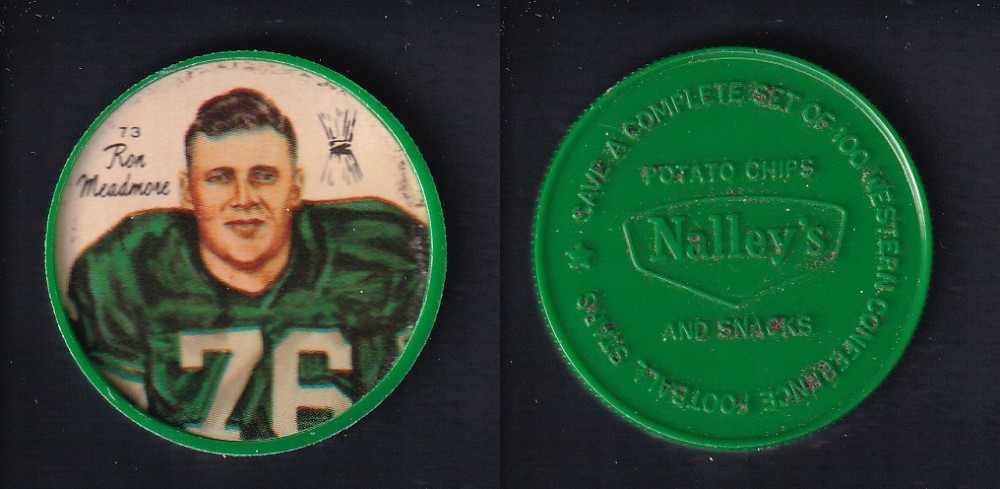 73
Ron
Meadmore
76
SAVE A COMPLETE SET OF 100 WESTERN CONFERENCE FOOTBALL STARS
POTATO CHIPS
Nalley's
AND SNACKS